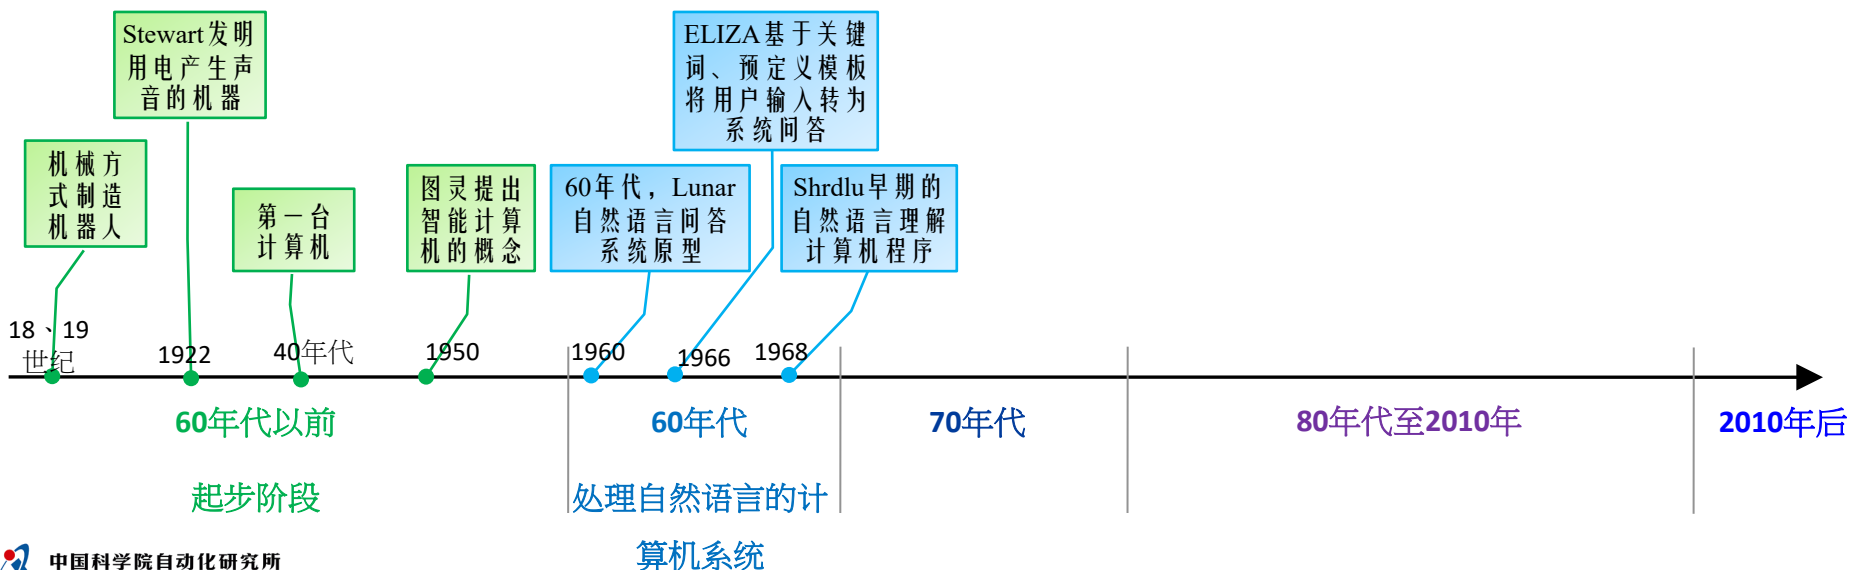 Stewart发明
用电产生声
音的机器
ELIZA基于关键
词、预定义模板
将用户输入转为
系统问答
机械方
式制造
机器人
第一台
计算机
图灵提出
智能计算
机的概念
60年代，Lunar
自然语言问答
系统原型
Shrdlu早期的
自然语言理解
计算机程序
18、19
世纪
1922
40年代
1950
1960
1966
1968
60年代以前
60年代
70年代
80年代至2010年
2010年后
起步阶段
处理自然语言的计
算机系统
中国科学院自动化研究所